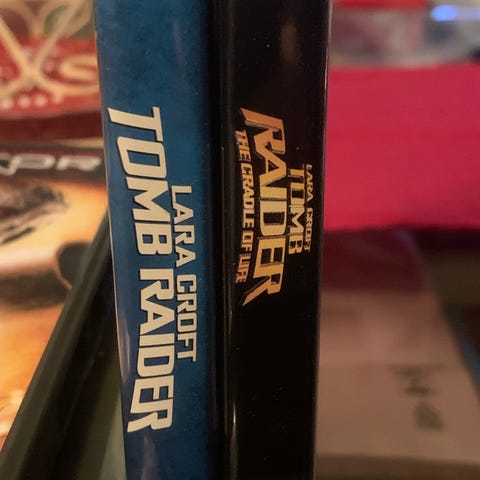 LARA CROFT
TOMB RAIDER
LARA CROFT
TOMB
RAIDER
THE CRADLE OF LIFE